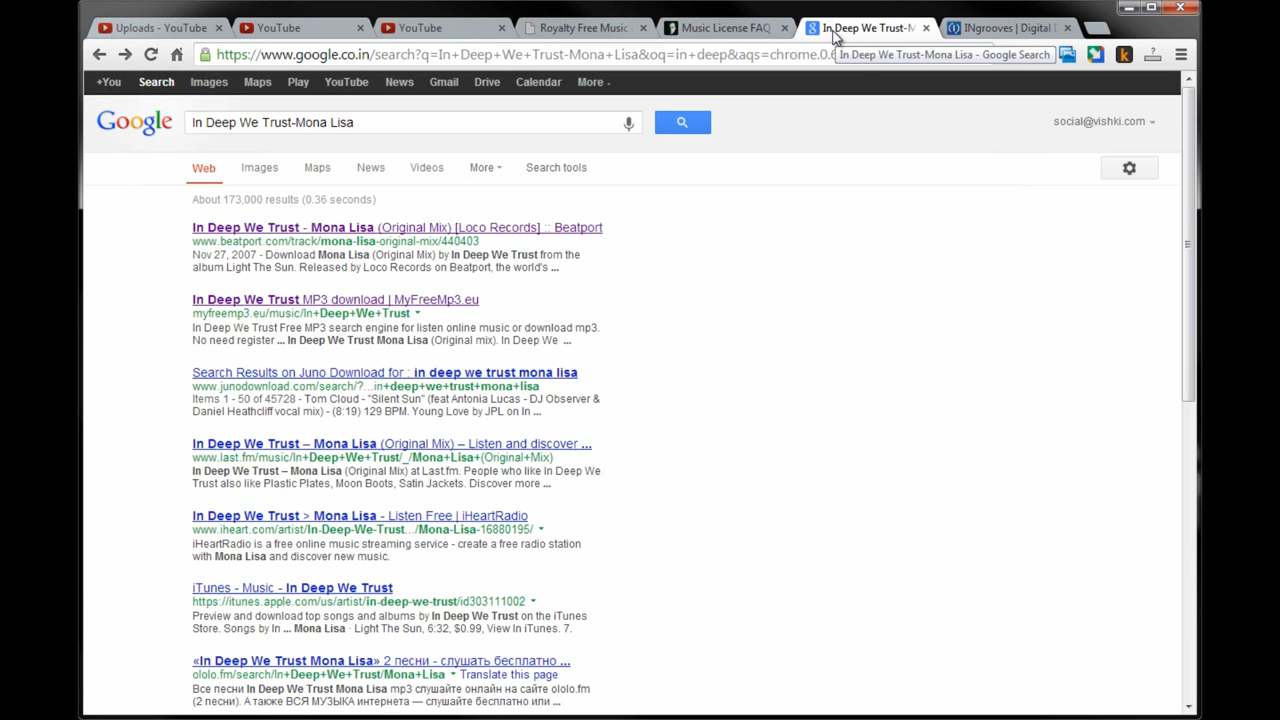 Uploads - YouTube
YouTube
YouTube
Royalty Free Music -
Music License FAQ
In Deep We Trust-M
INgrooves | Digital D
https://www.google.co.in/search?q=In+Deep+We+Trust-Mona+Lisa&oq=in+deep&aqs=chrome.0.6
In Deep We Trust-Mona Lisa - Google Search
+You Search Images Maps Play YouTube News Gmail Drive Calendar More
Google
In Deep We Trust-Mona Lisa
social@vishki.com
Web Images Maps News Videos More Search tools
About 173,000 results (0.36 seconds)
In Deep We Trust - Mona Lisa (Original Mix) [Loco Records] :: Beatport
www.beatport.com/track/mona-lisa-original-mix/440403
Nov 27, 2007 - Download Mona Lisa (Original Mix) by In Deep We Trust from the
album Light The Sun. Released by Loco Records on Beatport, the world's ...
In Deep We Trust MP3 download | MyFreeMp3.eu
myfreemp3.eu/music/In+Deep+We+Trust
In Deep We Trust Free MP3 search engine for listen online music or download mp3.
No need register ... In Deep We Trust Mona Lisa (Original mix). In Deep We ...
Search Results on Juno Download for : in deep we trust mona lisa
www.junodownload.com/search/?...in+deep+we+trust+mona+lisa
Items 1 - 50 of 45728 - Tom Cloud - "Silent Sun" (feat Antonia Lucas - DJ Observer &
Daniel Heathcliff vocal mix) - (8:19) 129 BPM. Young Love by JPL on In ...
In Deep We Trust – Mona Lisa (Original Mix) – Listen and discover ...
www.last.fm/music/In+Deep+We+Trust/_/Mona+Lisa+(Original+Mix)
In Deep We Trust – Mona Lisa (Original Mix) at Last.fm. People who like In Deep We
Trust also like Plastic Plates, Moon Boots, Satin Jackets. Discover more ...
In Deep We Trust > Mona Lisa - Listen Free | iHeartRadio
www.iheart.com/artist/In-Deep-We-Trust.../Mona-Lisa-16880195/
iHeartRadio is a free online music streaming service - create a free radio station
with Mona Lisa and discover new music.
iTunes - Music - In Deep We Trust
https://itunes.apple.com/us/artist/in-deep-we-trust/id303111002
Preview and download top songs and albums by In Deep We Trust on the iTunes
Store. Songs by In ... Mona Lisa · Light The Sun, 6:32, $0.99, View In iTunes. 7.
«In Deep We Trust Mona Lisa» 2 песни - слушать бесплатно ...
ololo.fm/search/In+Deep+We+Trust/Mona+Lisa Translate this page
Все песни In Deep We Trust Mona Lisa mp3 слушайте онлайн на сайте ololo.fm
(2 песни). А также ВСЯ МУЗЫКА интернета — слушайте бесплатно или ...